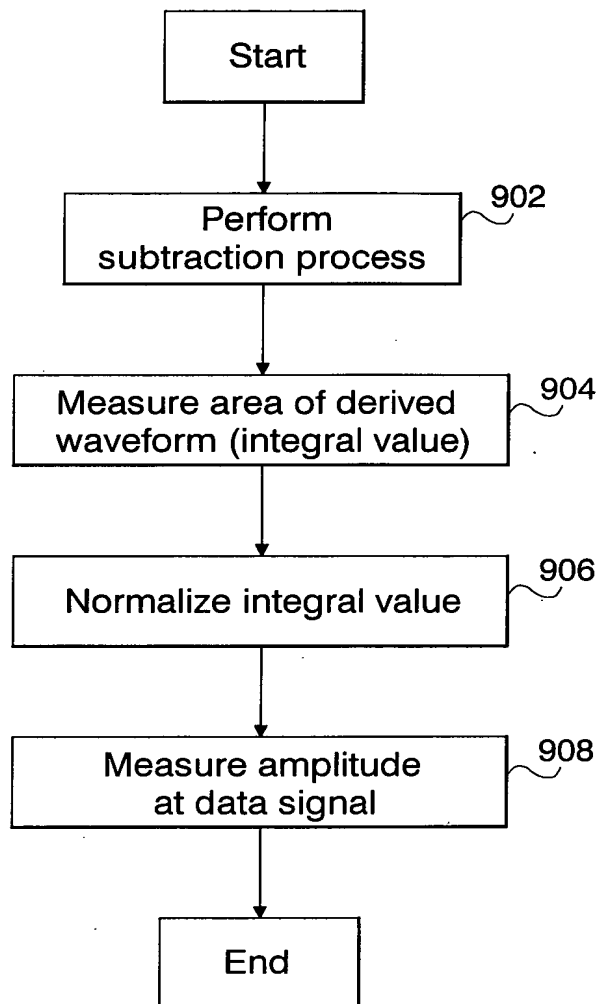 Start
902
Perform
subtraction process
904
Measure area of derived
waveform (integral value)
906
Normalize integral value
908
Measure amplitude
at data signal
End